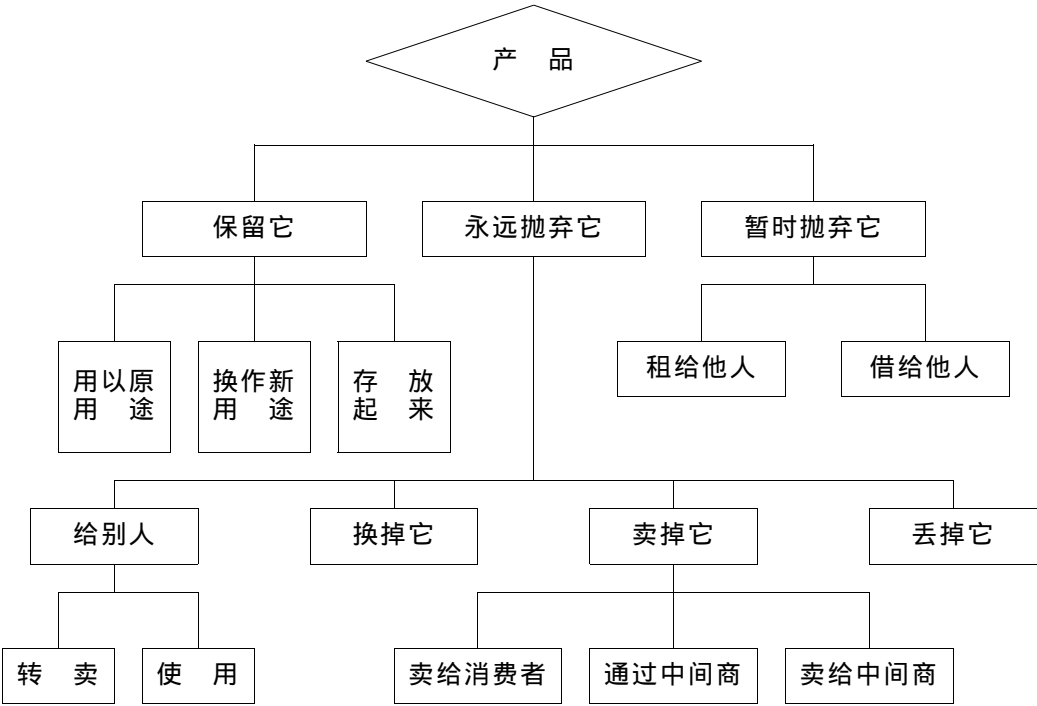 产 品
保留它
永远抛弃它
暂时抛弃它
用以原
用 途
换作新
用 途
存 放
起 来
租给他人
借给他人
给别人
换掉它
卖掉它
丢掉它
转 卖
使 用
卖给消费者
通过中间商
卖给中间商